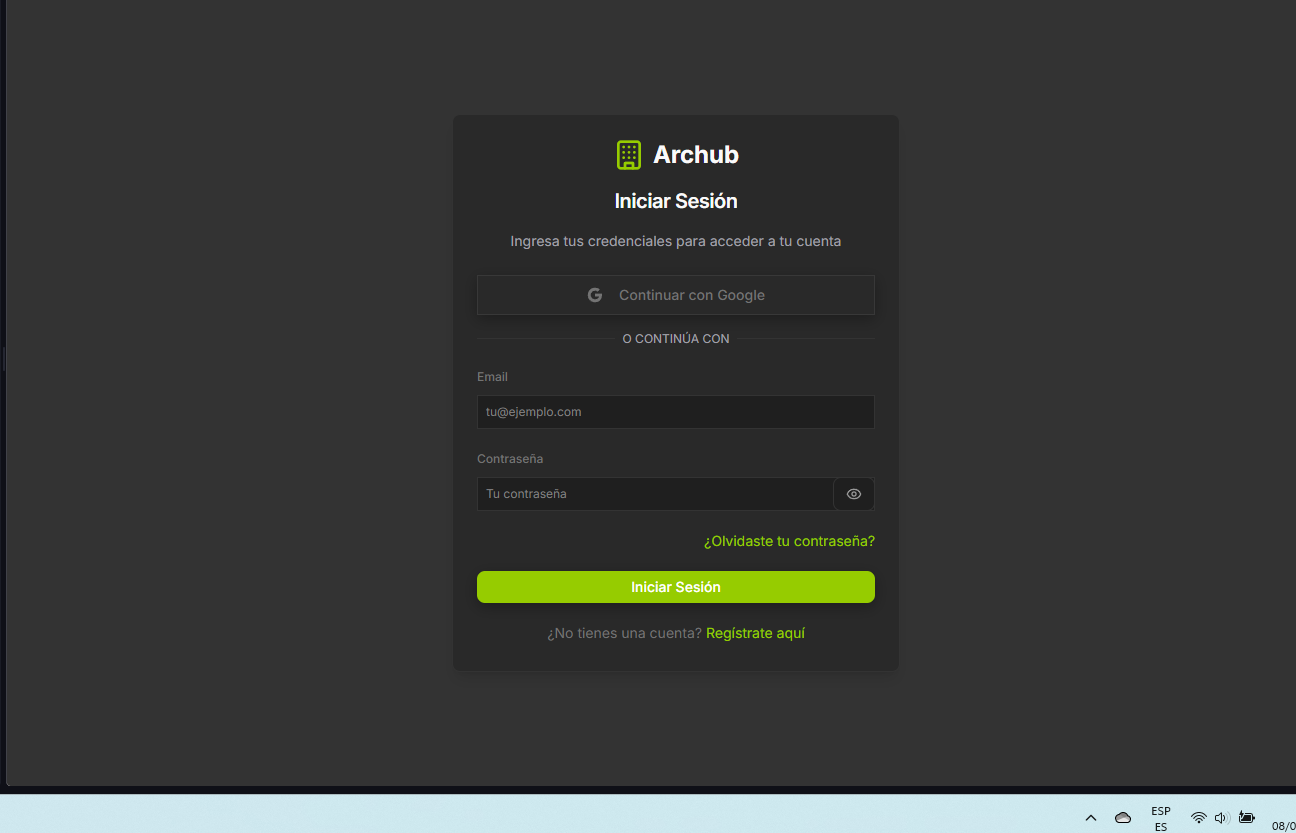 Archub
Iniciar Sesión
Ingresa tus credenciales para acceder a tu cuenta
Continuar con Google
O CONTINÚA CON
Email
tu@ejemplo.com
Contraseña
Tu contraseña
¿Olvidaste tu contraseña?
Iniciar Sesión
¿No tienes una cuenta? Regístrate aquí
ESP
ES
08/0